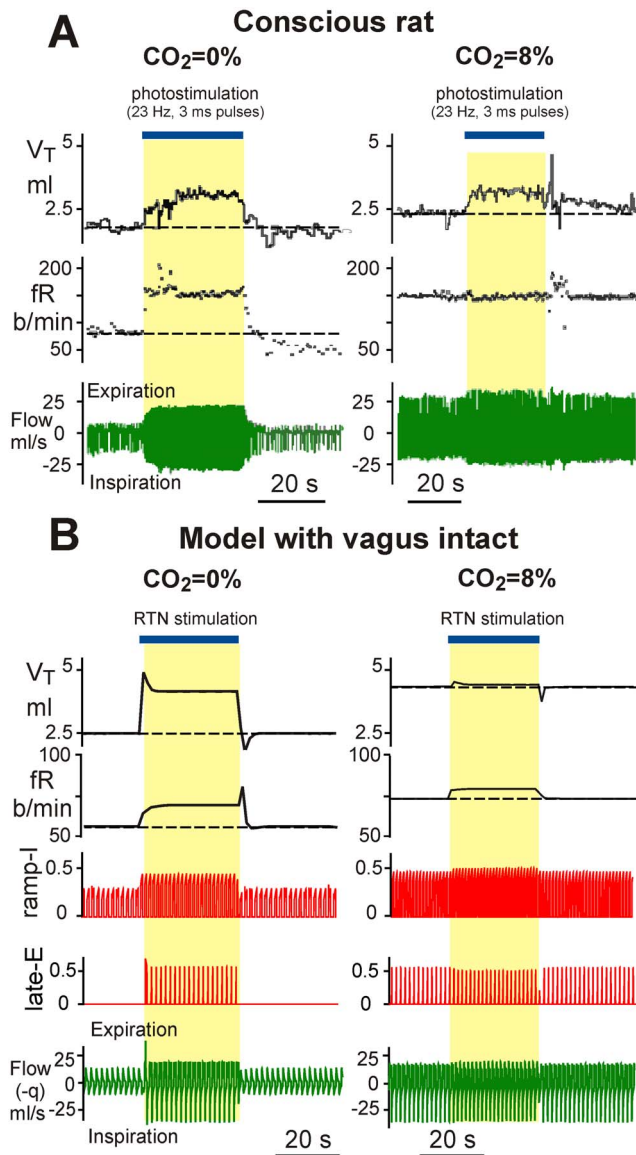 A
Conscious rat
CO2=0%
CO2=8%
photostimulation
(23 Hz, 3 ms pulses)
photostimulation
(23 Hz, 3 ms pulses)
VT
ml
5
2.5
5
2.5
200
fR
b/min
50
200
50
Expiration
Flow
ml/s
25
0
-25
Inspiration
25
0
-25
20 s
20 s
B
Model with vagus intact
CO2=0%
CO2=8%
RTN stimulation
RTN stimulation
VT
ml
5
2.5
5
2.5
100
fR
b/min
50
100
50
ramp-I
0.5
0
0.5
0
late-E
0.5
0
0.5
0
Expiration
Flow
(-q)
ml/s
25
0
-25
Inspiration
25
0
-25
20 s
20 s